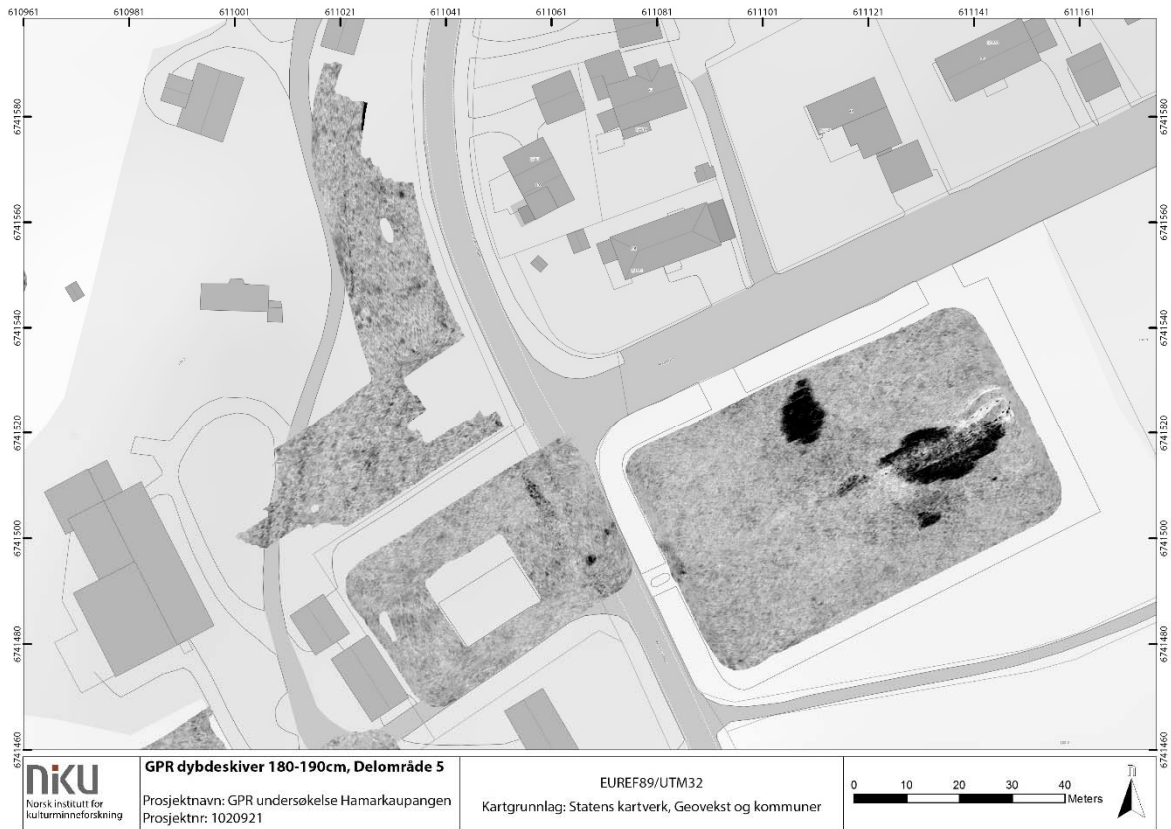 610961 611001 611021 611041 611061 611081 611101 611121 611141 611161
610981
6741580 6741580
6741560 6741560
6741540 6741540
6741520 6741520
6741500 6741500
6741480 6741480
6741460 6741460
niku
Norsk institutt for
kulturminneforskning
GPR dybdeskiver 180-190cm, Delområde 5
Prosjektnavn: GPR undersøkelse Hamarkaupangen
Prosjektnr: 1020921
EUREF89/UTM32
Kartgrunnlag: Statens kartverk, Geovekst og kommuner
0 10 20 30 40
Meters